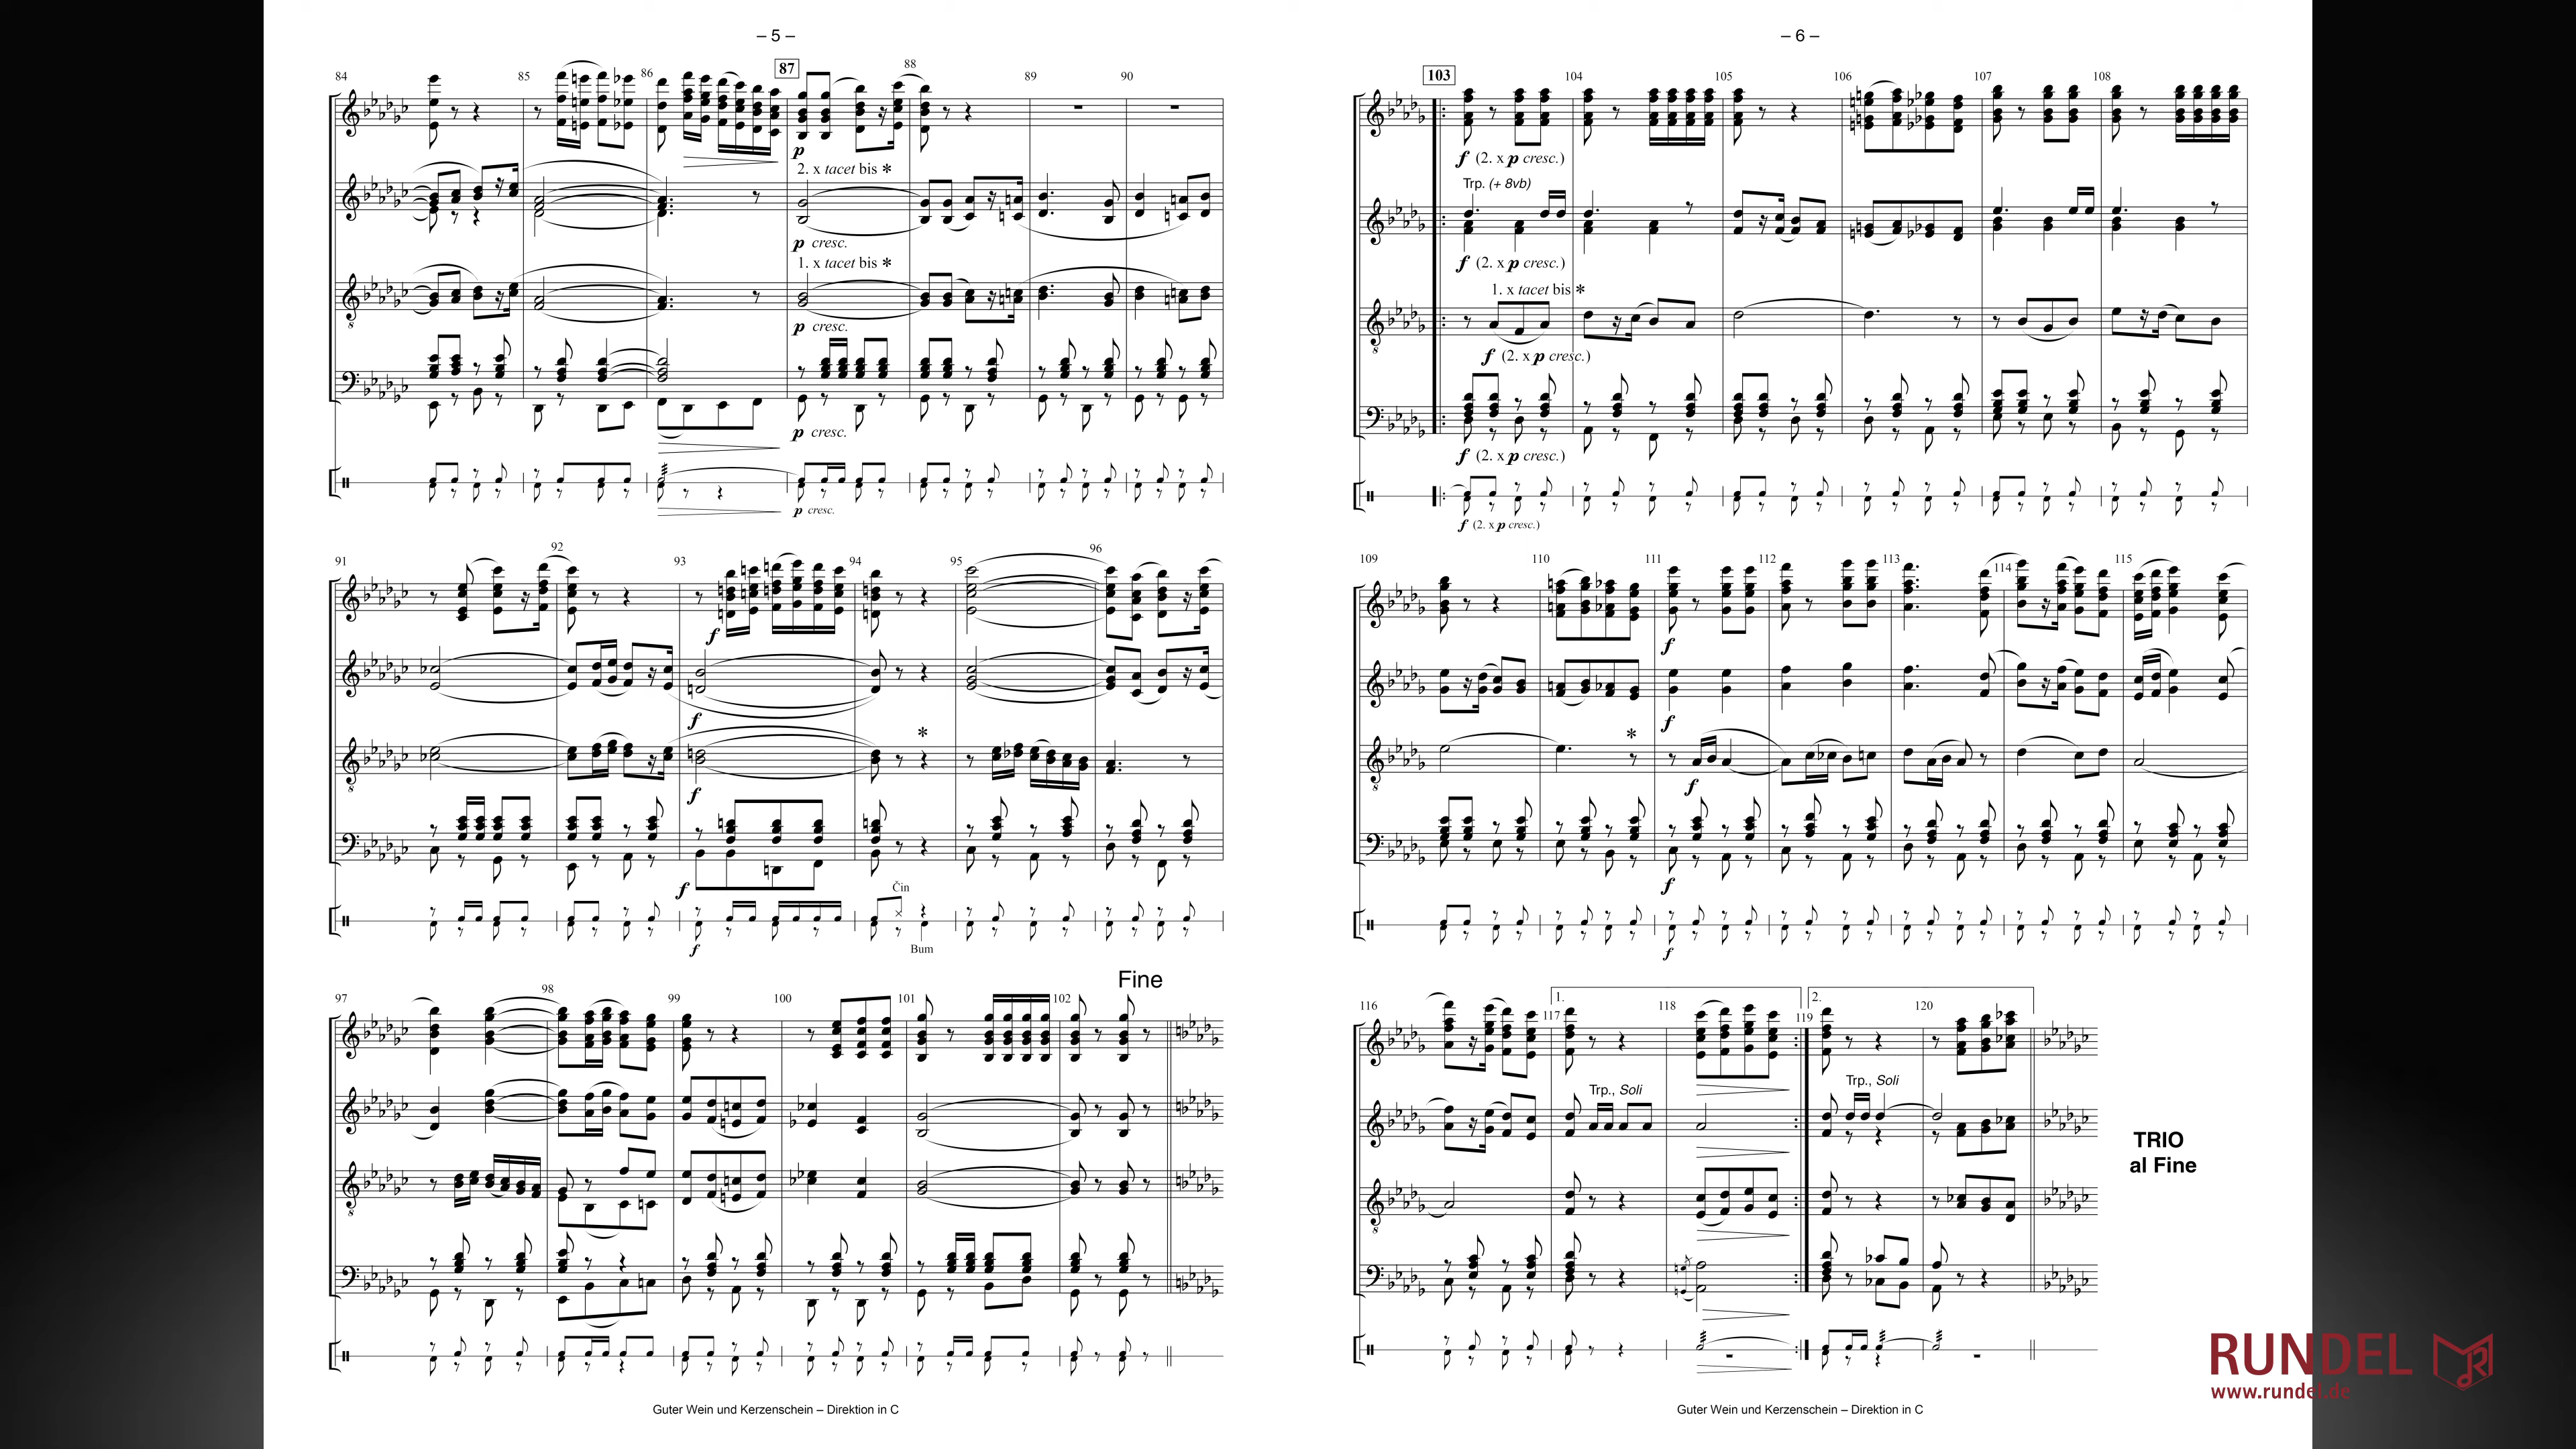 – 5 –
84 85 86 87 88 89 90
p
2. x tacet bis *
p cresc.
1. x tacet bis *
p cresc.
p cresc.
p cresc.
91 92 93 94 95 96
f
f
*
f
f
Čin
f
Bum
Fine
97 98 99 100 101 102
Guter Wein und Kerzenschein – Direktion in C
– 6 –
103 104 105 106 107 108
f (2. x p cresc.)
Trp. (+ 8vb)
f (2. x p cresc.)
1. x tacet bis *
f (2. x p cresc.)
f (2. x p cresc.)
f (2. x p cresc.)
109 110 111 112 113 114 115
f
f
*
f
f
f
116 117 118 119 120
1. 2.
Trp., Soli
Trp., Soli
TRIO
al Fine
Guter Wein und Kerzenschein – Direktion in C
RUNDEL
www.rundel.de